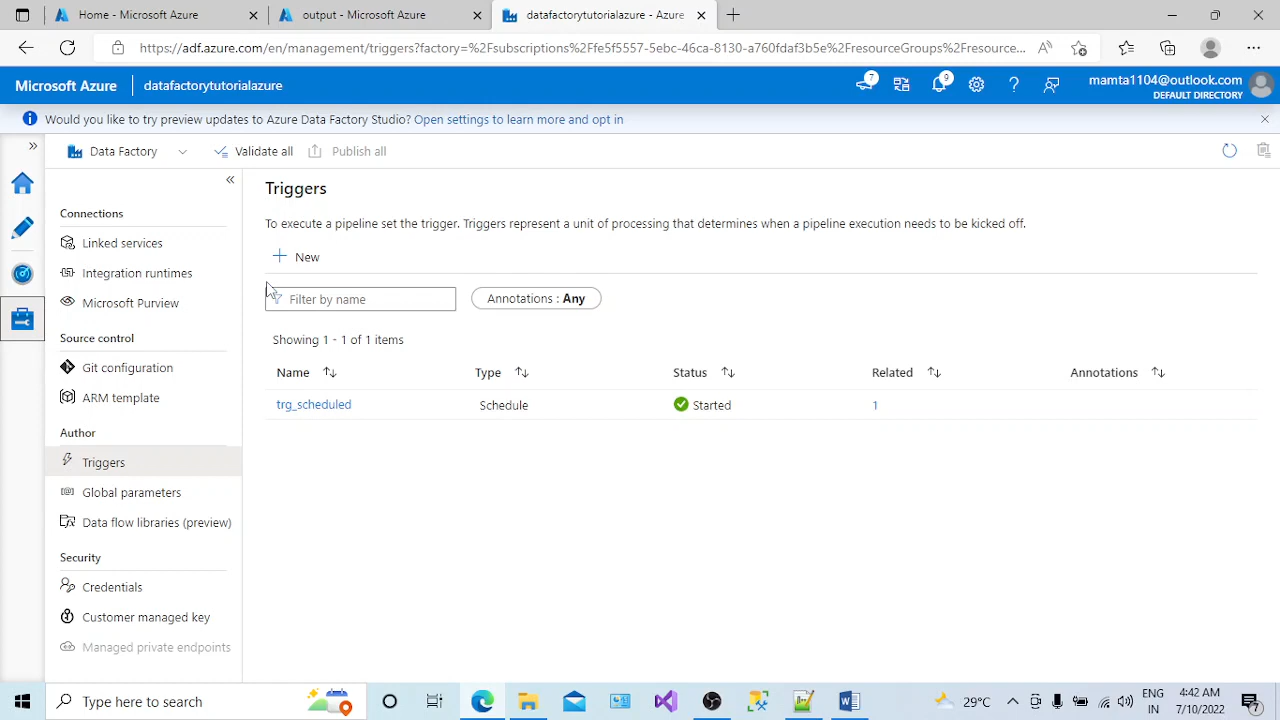 Home - Microsoft Azure
output - Microsoft Azure
datafactorytutorialazure - Azure
https://adf.azure.com/en/management/triggers?factory=%2Fsubscriptions%2Ffe5f5557-5ebc-46ca-8130-a760fdaf3b5e%2FresourceGroups%2Fresource...
Microsoft Azure
datafactorytutorialazure
7
9
mamta1104@outlook.com
DEFAULT DIRECTORY
Would you like to try preview updates to Azure Data Factory Studio? Open settings to learn more and opt in
Data Factory
Validate all
Publish all
Connections
Linked services
Integration runtimes
Microsoft Purview
Source control
Git configuration
ARM template
Author
Triggers
Global parameters
Data flow libraries (preview)
Security
Credentials
Customer managed key
Managed private endpoints
Triggers
To execute a pipeline set the trigger. Triggers represent a unit of processing that determines when a pipeline execution needs to be kicked off.
New
Filter by name
Annotations : Any
Showing 1 - 1 of 1 items
Name Type Status Related Annotations
trg_scheduled Schedule Started 1
Type here to search
29°C
ENG
IN
4:42 AM
7/10/2022
7